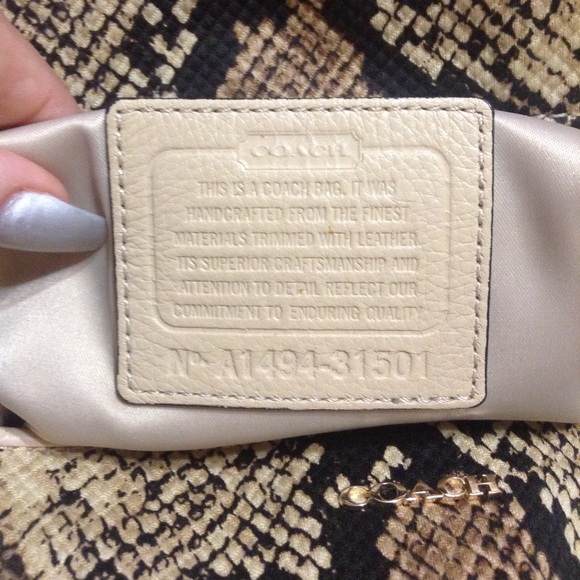 COACH
THIS IS A COACH BAG. IT WAS
HANDCRAFTED FROM THE FINEST
MATERIALS TRIMMED WITH LEATHER.
ITS SUPERIOR CRAFTSMANSHIP AND
ATTENTION TO DETAIL REFLECT OUR
COMMITMENT TO ENDURING QUALITY.
Nº A1494-31501
COACH